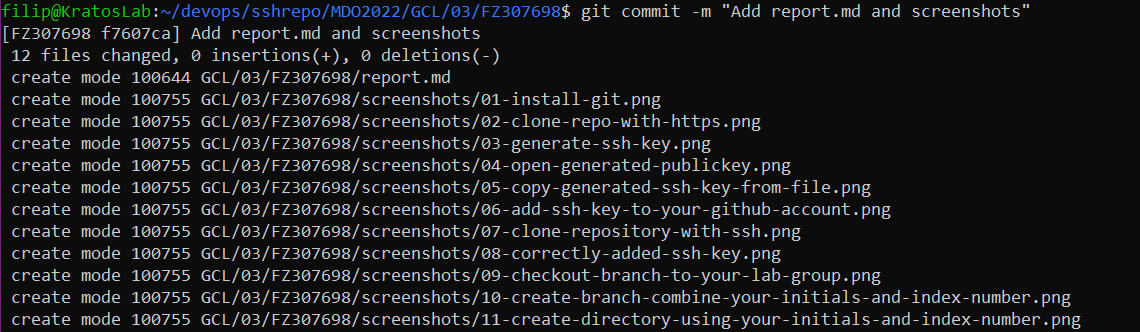 filip@KratosLab:~/devops/sshrepo/MDO2022/GCL/03/FZ307698$ git commit -m "Add report.md and screenshots"
[FZ307698 f7607ca] Add report.md and screenshots
 12 files changed, 0 insertions(+), 0 deletions(-)
 create mode 100644 GCL/03/FZ307698/report.md
 create mode 100755 GCL/03/FZ307698/screenshots/01-install-git.png
 create mode 100755 GCL/03/FZ307698/screenshots/02-clone-repo-with-https.png
 create mode 100755 GCL/03/FZ307698/screenshots/03-generate-ssh-key.png
 create mode 100755 GCL/03/FZ307698/screenshots/04-open-generated-publickey.png
 create mode 100755 GCL/03/FZ307698/screenshots/05-copy-generated-ssh-key-from-file.png
 create mode 100755 GCL/03/FZ307698/screenshots/06-add-ssh-key-to-your-github-account.png
 create mode 100755 GCL/03/FZ307698/screenshots/07-clone-repository-with-ssh.png
 create mode 100755 GCL/03/FZ307698/screenshots/08-correctly-added-ssh-key.png
 create mode 100755 GCL/03/FZ307698/screenshots/09-checkout-branch-to-your-lab-group.png
 create mode 100755 GCL/03/FZ307698/screenshots/10-create-branch-combine-your-initials-and-index-number.png
 create mode 100755 GCL/03/FZ307698/screenshots/11-create-directory-using-your-initials-and-index-number.png